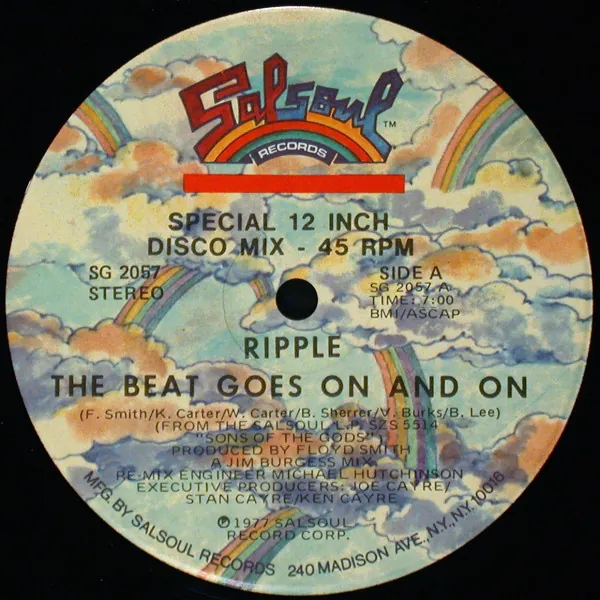 Salsoul
TM
RECORDS
SPECIAL 12 INCH
DISCO MIX - 45 RPM
SG 2057
STEREO
SIDE A
SG 2057 A
TIME: 7:00
BMI/ASCAP
RIPPLE
THE BEAT GOES ON AND ON
(F. Smith/K. Carter/W. Carter/B. Sherrer/V. Burks/B. Lee)
(FROM THE SALSOUL L.P. SZS 5514
"SONS OF THE GODS")
PRODUCED BY FLOYD SMITH
A JIM BURGESS MIX
RE-MIX ENGINEER MICHAEL HUTCHINSON
EXECUTIVE PRODUCERS: JOE CAYRE/
STAN CAYRE/KEN CAYRE
℗ 1977 SALSOUL
RECORD CORP.
MFG. BY SALSOUL RECORDS 240 MADISON AVE., N.Y., N.Y. 10016